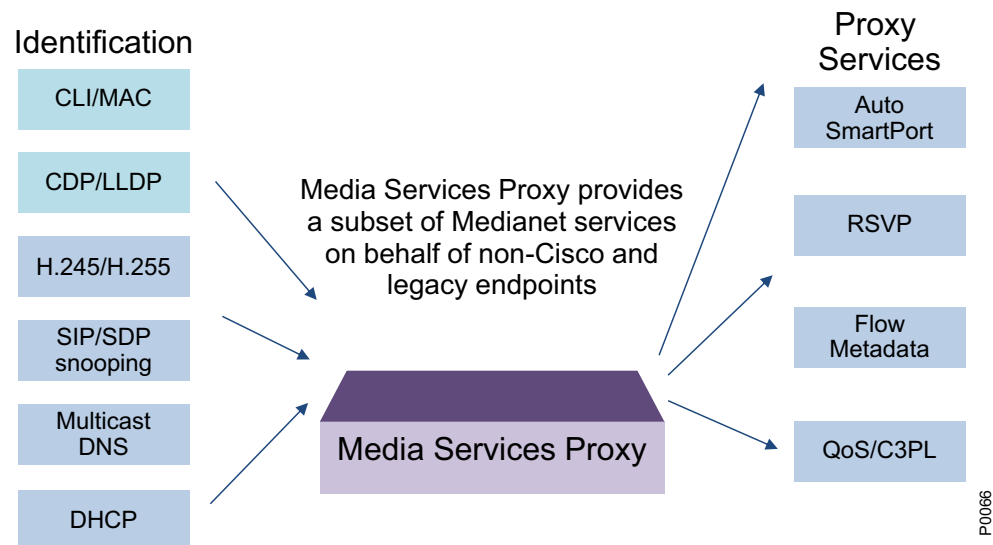 Identification
CLI/MAC
CDP/LLDP
H.245/H.255
SIP/SDP
snooping
Multicast
DNS
DHCP
Media Services Proxy provides
a subset of Medianet services
on behalf of non-Cisco and
legacy endpoints
Media Services Proxy
Proxy
Services
Auto
SmartPort
RSVP
Flow
Metadata
QoS/C3PL
P0066